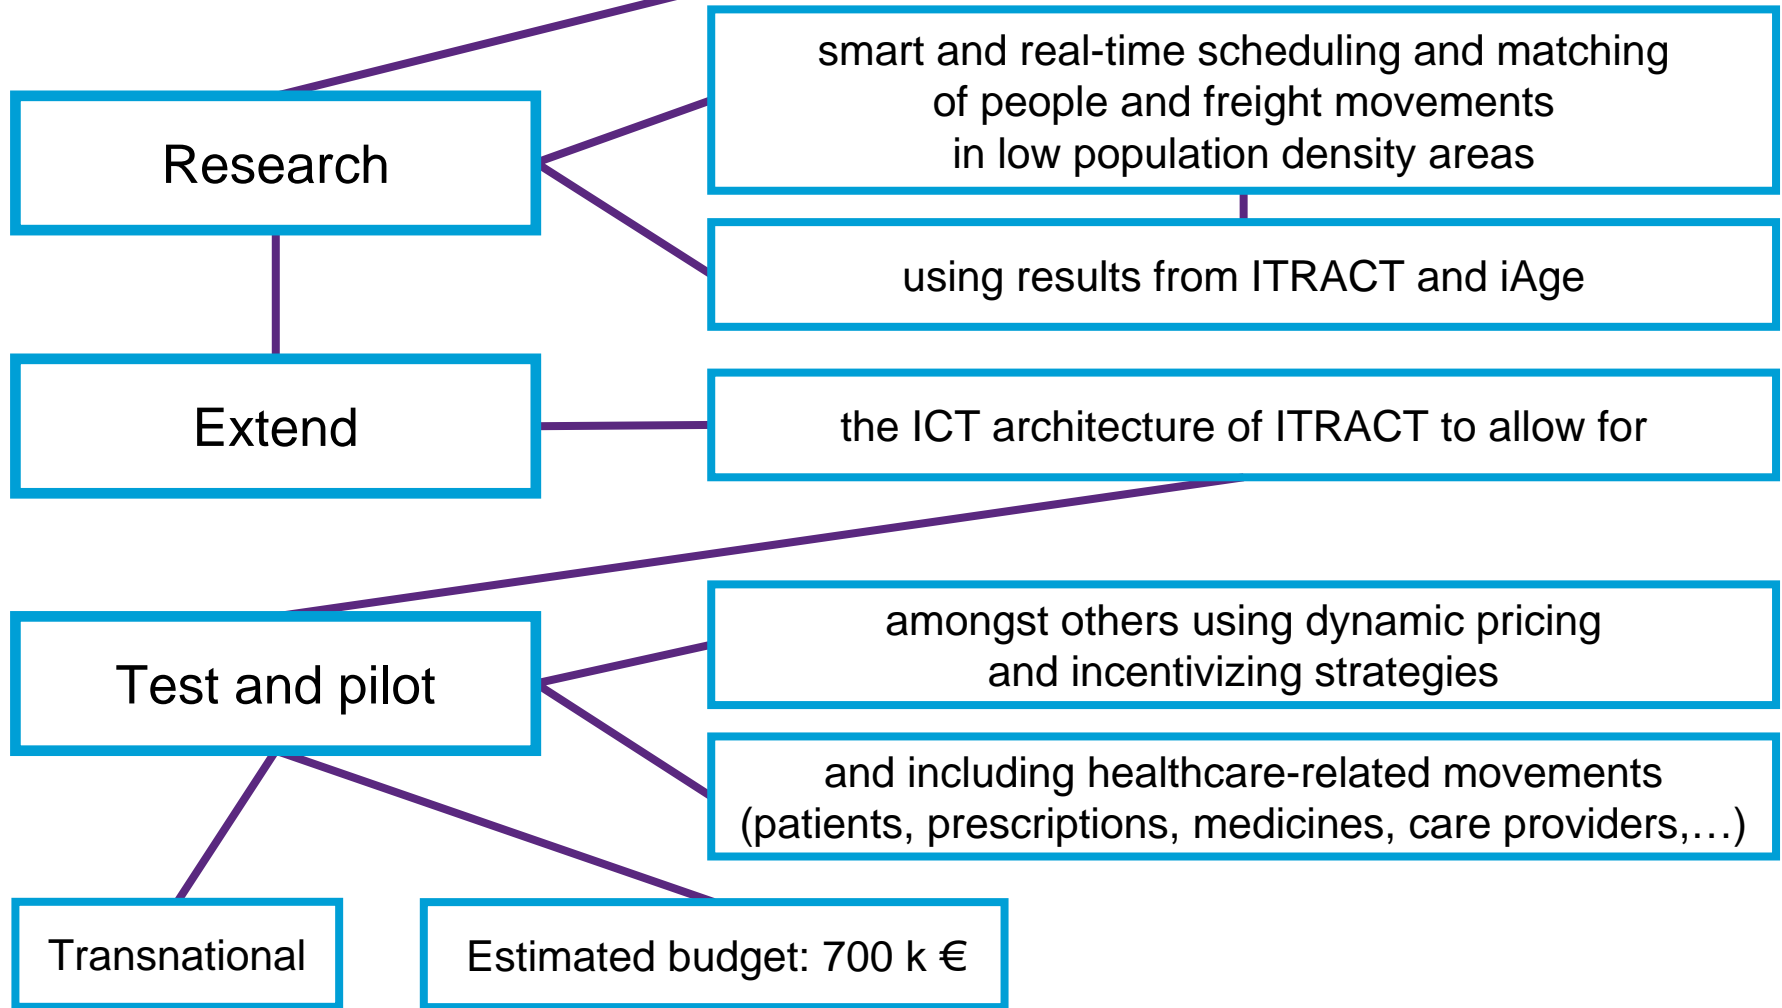 Research
smart and real-time scheduling and matching
of people and freight movements
in low population density areas
using results from ITRACT and iAge
Extend
the ICT architecture of ITRACT to allow for
Test and pilot
amongst others using dynamic pricing
and incentivizing strategies
and including healthcare-related movements
(patients, prescriptions, medicines, care providers,…)
Transnational
Estimated budget: 700 k €